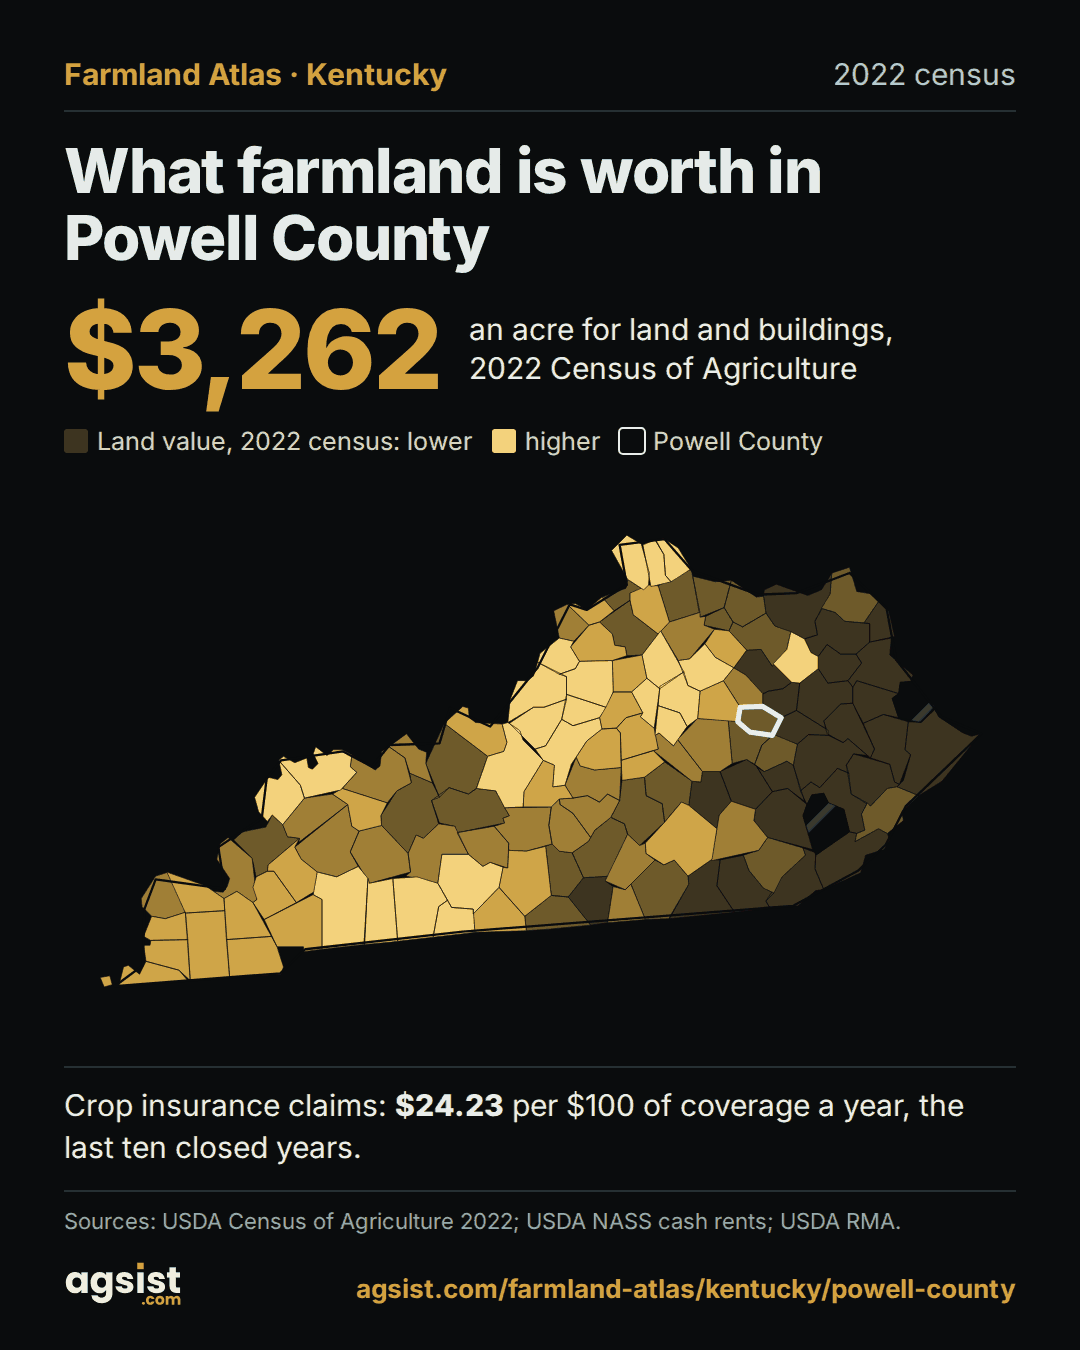 Farmland Atlas · Kentucky
2022 census
What farmland is worth in
Powell County
$3,262
an acre for land and buildings,
2022 Census of Agriculture
Land value, 2022 census: lower
higher
Powell County
Crop insurance claims: $24.23 per $100 of coverage a year, the
last ten closed years.
Sources: USDA Census of Agriculture 2022; USDA NASS cash rents; USDA RMA.
agsist
.com
agsist.com/farmland-atlas/kentucky/powell-county